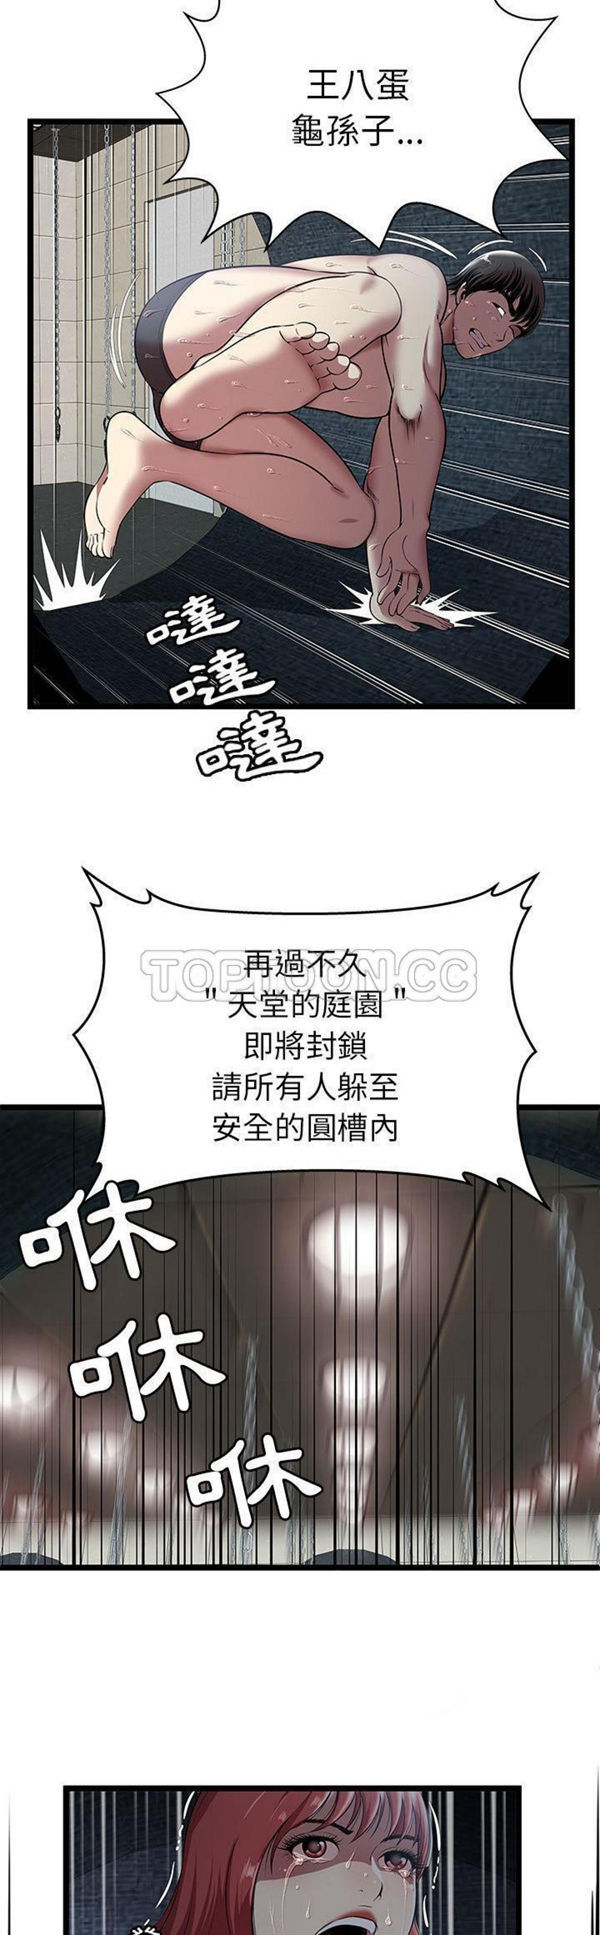 王八蛋
龜孫子...
噠
噠
噠
TOPTOON.CC
再過不久
"天堂的庭園"
即將封鎖
請所有人躲至
安全的圓槽內
咻
咻
咻